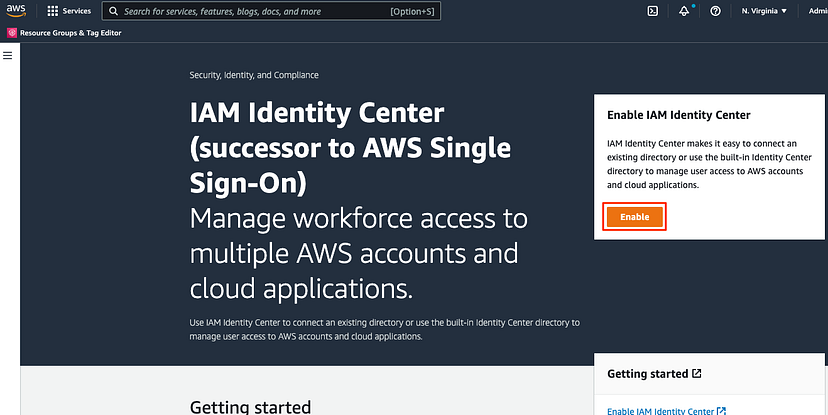 aws
Services
Search for services, features, blogs, docs, and more
[Option+S]
N. Virginia
Resource Groups & Tag Editor
Security, Identity, and Compliance
IAM Identity Center
(successor to AWS Single
Sign-On)
Manage workforce access to
multiple AWS accounts and
cloud applications.
Use IAM Identity Center to connect an existing directory or use the built-in Identity Center directory to
manage user access to AWS accounts and cloud applications.
Enable IAM Identity Center
IAM Identity Center makes it easy to connect an
existing directory or use the built-in Identity Center
directory to manage user access to AWS accounts
and cloud applications.
Enable
Getting started
Enable IAM Identity Center
Getting started